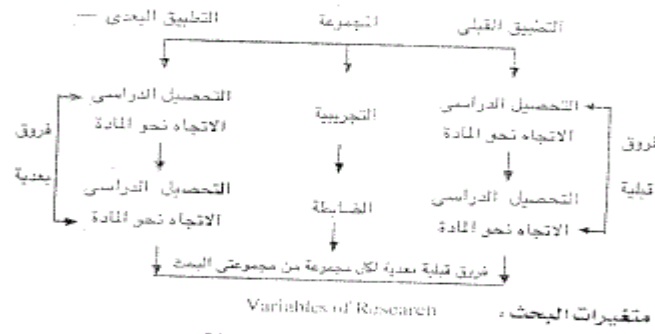 التطبيق القبلى المجموعة التطبيق البعدى
التحصيل الدراسى التحصيل الدراسى
فروق الاتجاه نحو المادة التجريبية الاتجاه نحو المادة فروق
قبلية التحصيل الدراسى الضابطة التحصيل الدراسى بعدية
الاتجاه نحو المادة الاتجاه نحو المادة
فروق قبلية بعدية لكل مجموعة من مجموعتى البحث
متغيرات البحث: Variables of Research